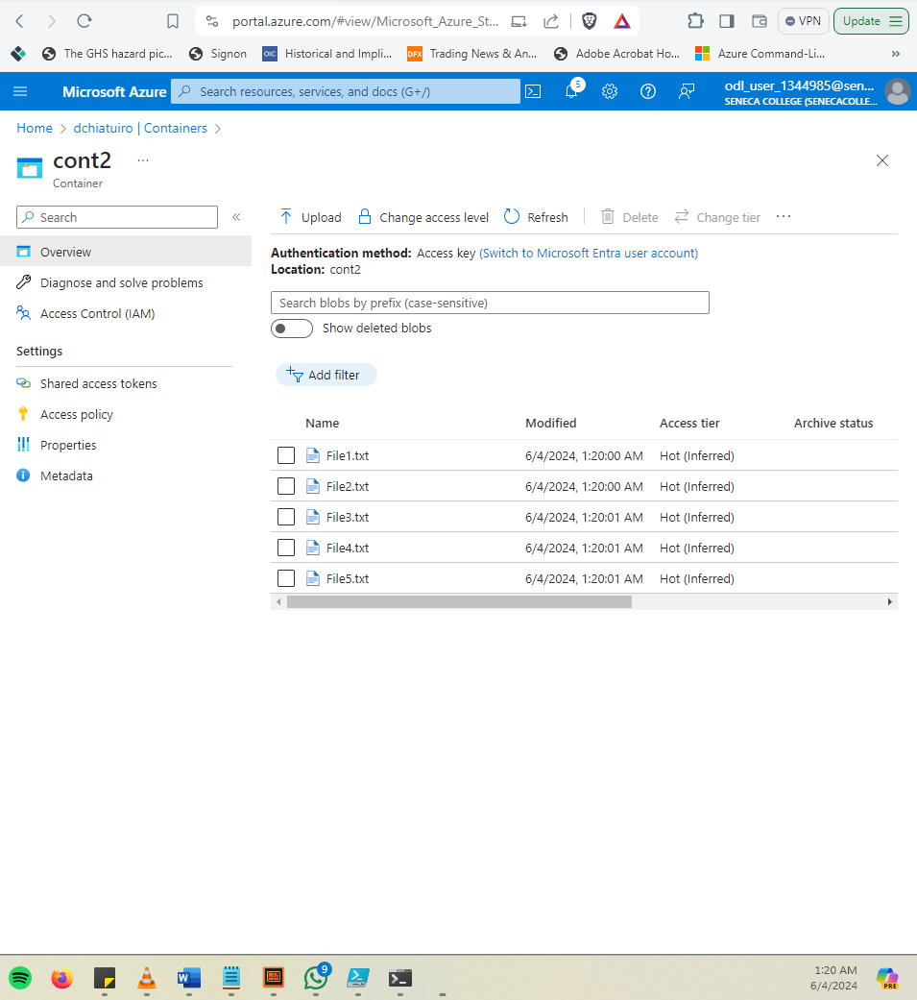 portal.azure.com/#view/Microsoft_Azure_St...
VPN
Update
The GHS hazard pic...
Signon
OIC
Historical and Impli...
DFX
Trading News & An...
Adobe Acrobat Ho...
Azure Command-Li...
»
Microsoft Azure
Search resources, services, and docs (G+/)
5
odl_user_1344985@sen...
SENECA COLLEGE (SENECACOLLE...
Home > dchiatuiro | Containers >
cont2
...
Container
Search
«
Upload
Change access level
Refresh
Delete
Change tier
...
Overview
Diagnose and solve problems
Access Control (IAM)
Settings
Shared access tokens
Access policy
Properties
Metadata
Authentication method: Access key (Switch to Microsoft Entra user account)
Location: cont2
Search blobs by prefix (case-sensitive)
Show deleted blobs
Add filter
Name Modified Access tier Archive status
File1.txt 6/4/2024, 1:20:00 AM Hot (Inferred)
File2.txt 6/4/2024, 1:20:00 AM Hot (Inferred)
File3.txt 6/4/2024, 1:20:01 AM Hot (Inferred)
File4.txt 6/4/2024, 1:20:01 AM Hot (Inferred)
File5.txt 6/4/2024, 1:20:01 AM Hot (Inferred)
W
9
1:20 AM
6/4/2024
PRE